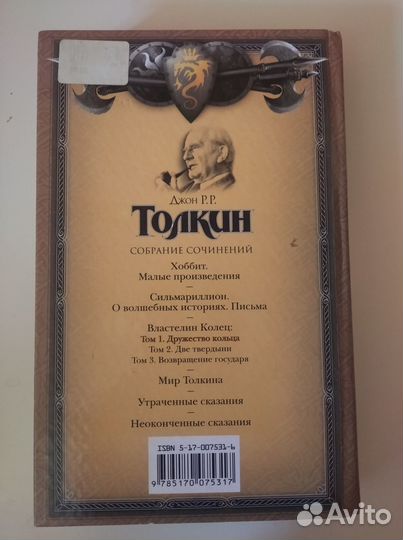 Джон Р.Р.
Толкин
СОБРАНИЕ СОЧИНЕНИЙ
Хоббит.
Малые произведения
—
Сильмариллион.
О волшебных историях. Письма
—
Властелин Колец:
Том 1. Дружество кольца
Том 2. Две твердыни
Том 3. Возвращение государя
—
Мир Толкина
—
Утраченные сказания
—
Неоконченные сказания
ISBN 5-17-007531-6
9 785170 075317
Avito